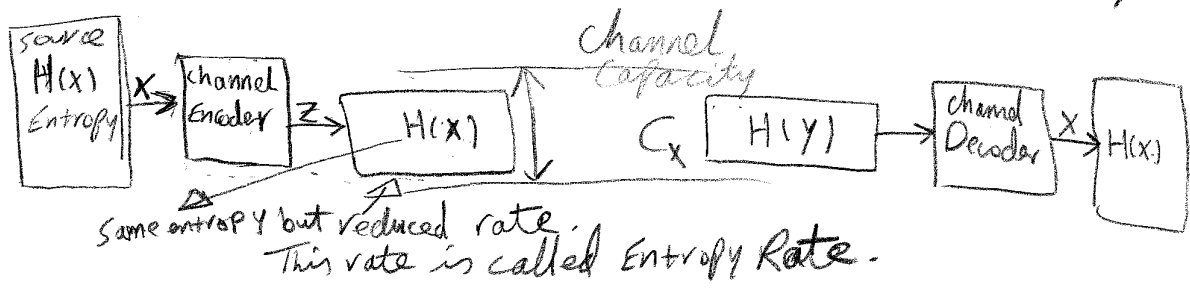 source
H(X)
Entropy
X
channel
Encoder
Z
H(X)
Channel
Capacity
Cx
H(Y)
channel
Decoder
X
H(X)
same entropy but reduced rate.
This rate is called Entropy Rate.